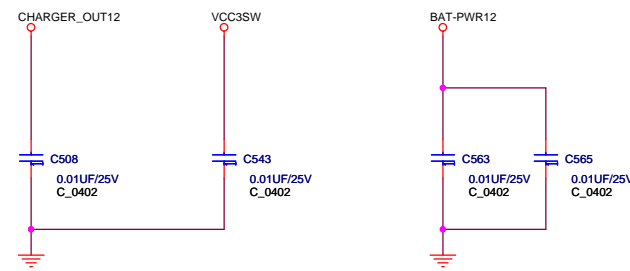 CHARGER_OUT12
VCC3SW
BAT-PWR12
C508
0.01UF/25V
C_0402
C543
0.01UF/25V
C_0402
C563
0.01UF/25V
C_0402
C565
0.01UF/25V
C_0402